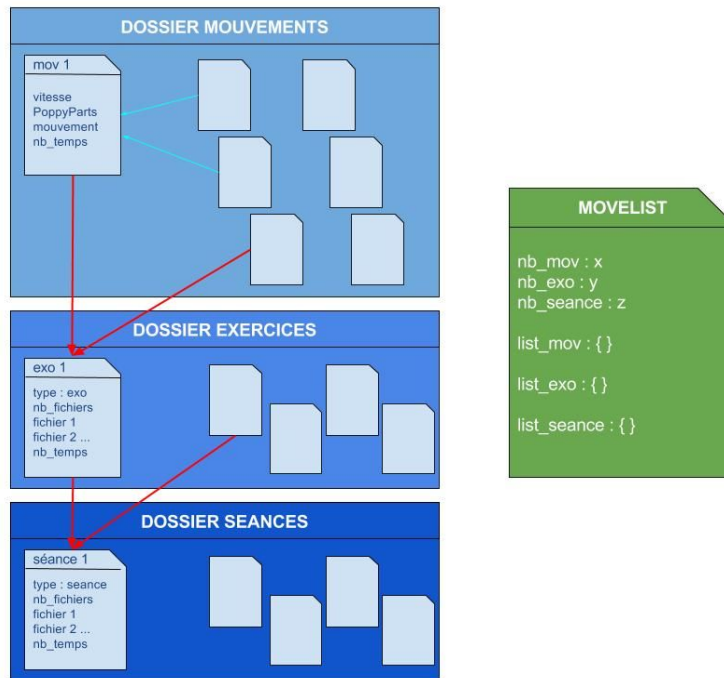 DOSSIER MOUVEMENTS
mov 1
vitesse
PoppyParts
mouvement
nb_temps
DOSSIER EXERCICES
exo 1
type : exo
nb_fichiers
fichier 1
fichier 2 ...
nb_temps
DOSSIER SEANCES
séance 1
type : seance
nb_fichiers
fichier 1
fichier 2 ...
nb_temps
MOVELIST
nb_mov : x
nb_exo : y
nb_seance : z
list_mov : { }
list_exo : { }
list_seance : { }